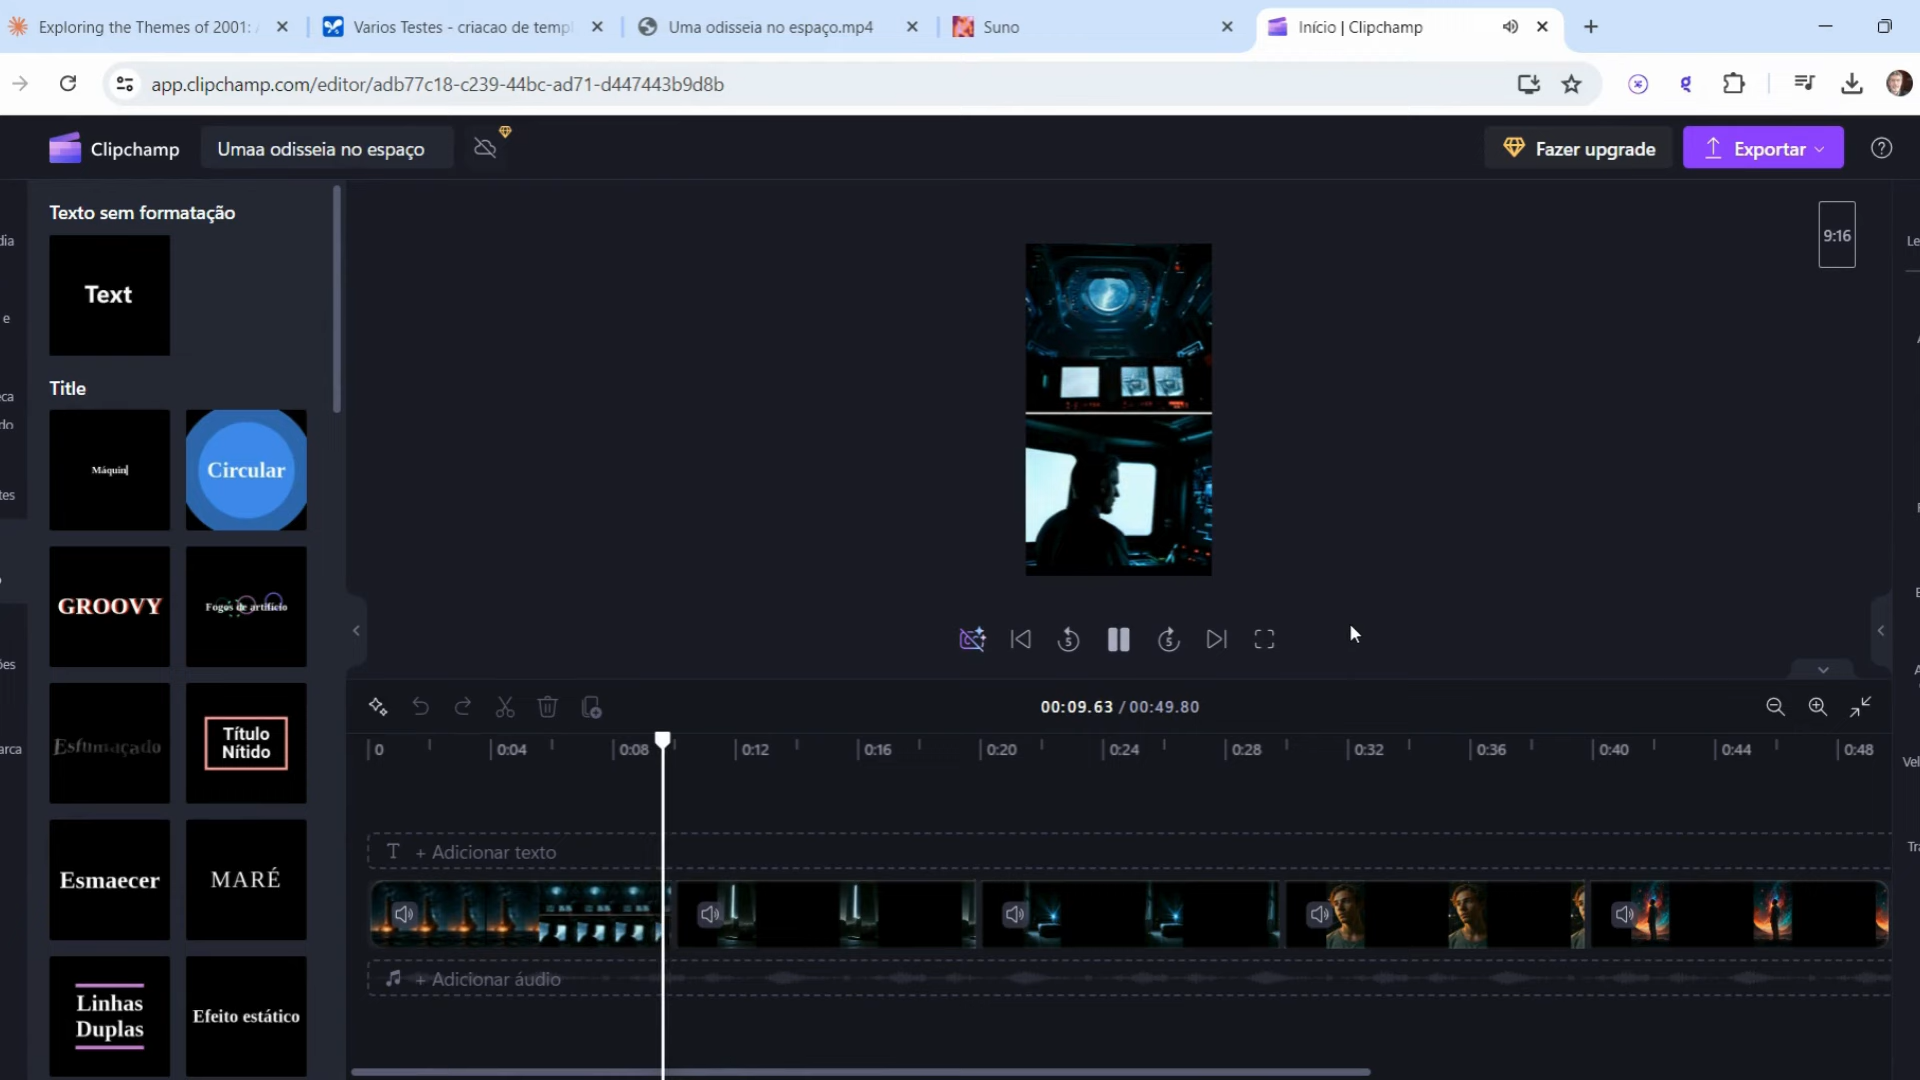 Exploring the Themes of 2001:
Varios Testes - criacao de temp
Uma odisseia no espaço.mp4
Suno
Início | Clipchamp
app.clipchamp.com/editor/adb77c18-c239-44bc-ad71-d447443b9d8b
Clipchamp
Umaa odisseia no espaço
Fazer upgrade
Exportar
Texto sem formatação
9:16
Text
Title
Máquin
Circular
GROOVY
Fogos de artifício
Esfumaçado
Título
Nítido
Esmaecer
MARÉ
Linhas
Duplas
Efeito estático
5
5
00:09.63 / 00:49.80
0
0:04
0:08
0:12
0:16
0:20
0:24
0:28
0:32
0:36
0:40
0:44
0:48
T + Adicionar texto
+ Adicionar áudio